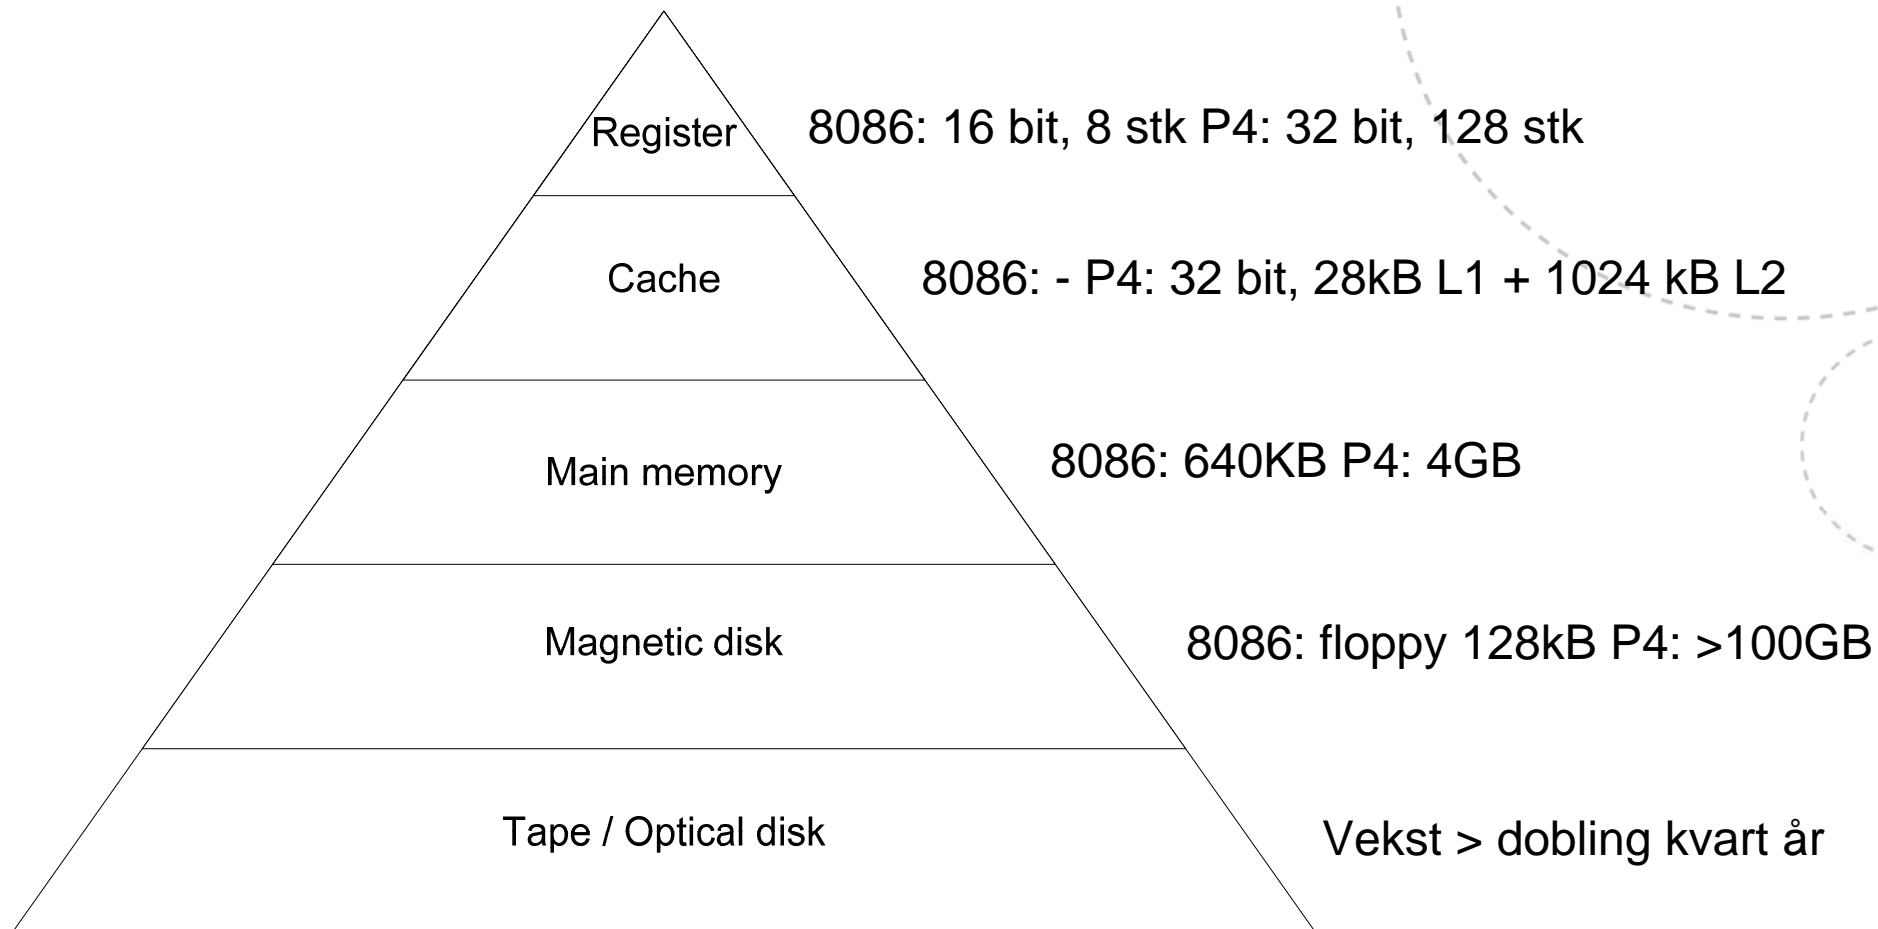 Register
8086: 16 bit, 8 stk P4: 32 bit, 128 stk
Cache
8086: - P4: 32 bit, 28kB L1 + 1024 kB L2
Main memory
8086: 640KB P4: 4GB
Magnetic disk
8086: floppy 128kB P4: >100GB
Tape / Optical disk
Vekst > dobling kvart år